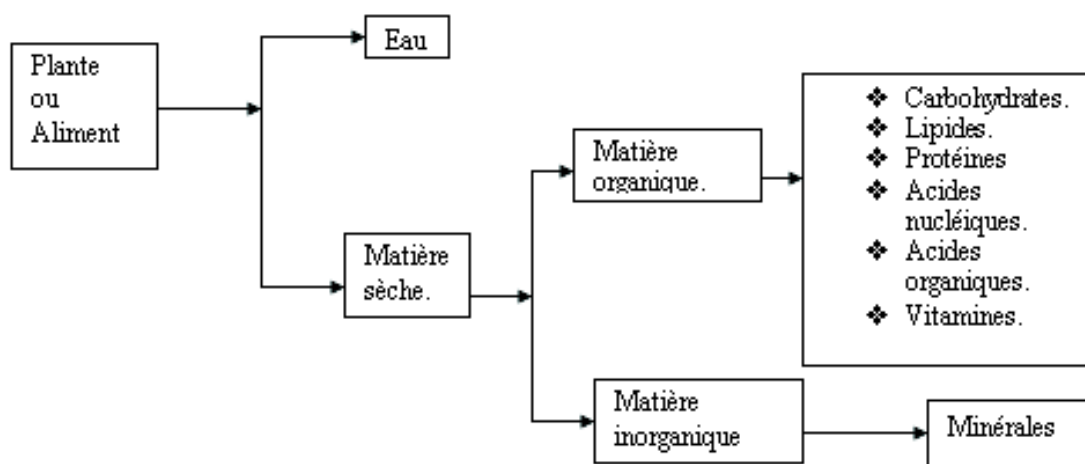 Plante
ou
Aliment
Eau
Matière
sèche.
Matière
organique.
❖ Carbohydrates.
❖ Lipides.
❖ Protéines
❖ Acides
nucléiques.
❖ Acides
organiques.
❖ Vitamines.
Matière
inorganique
Minérales